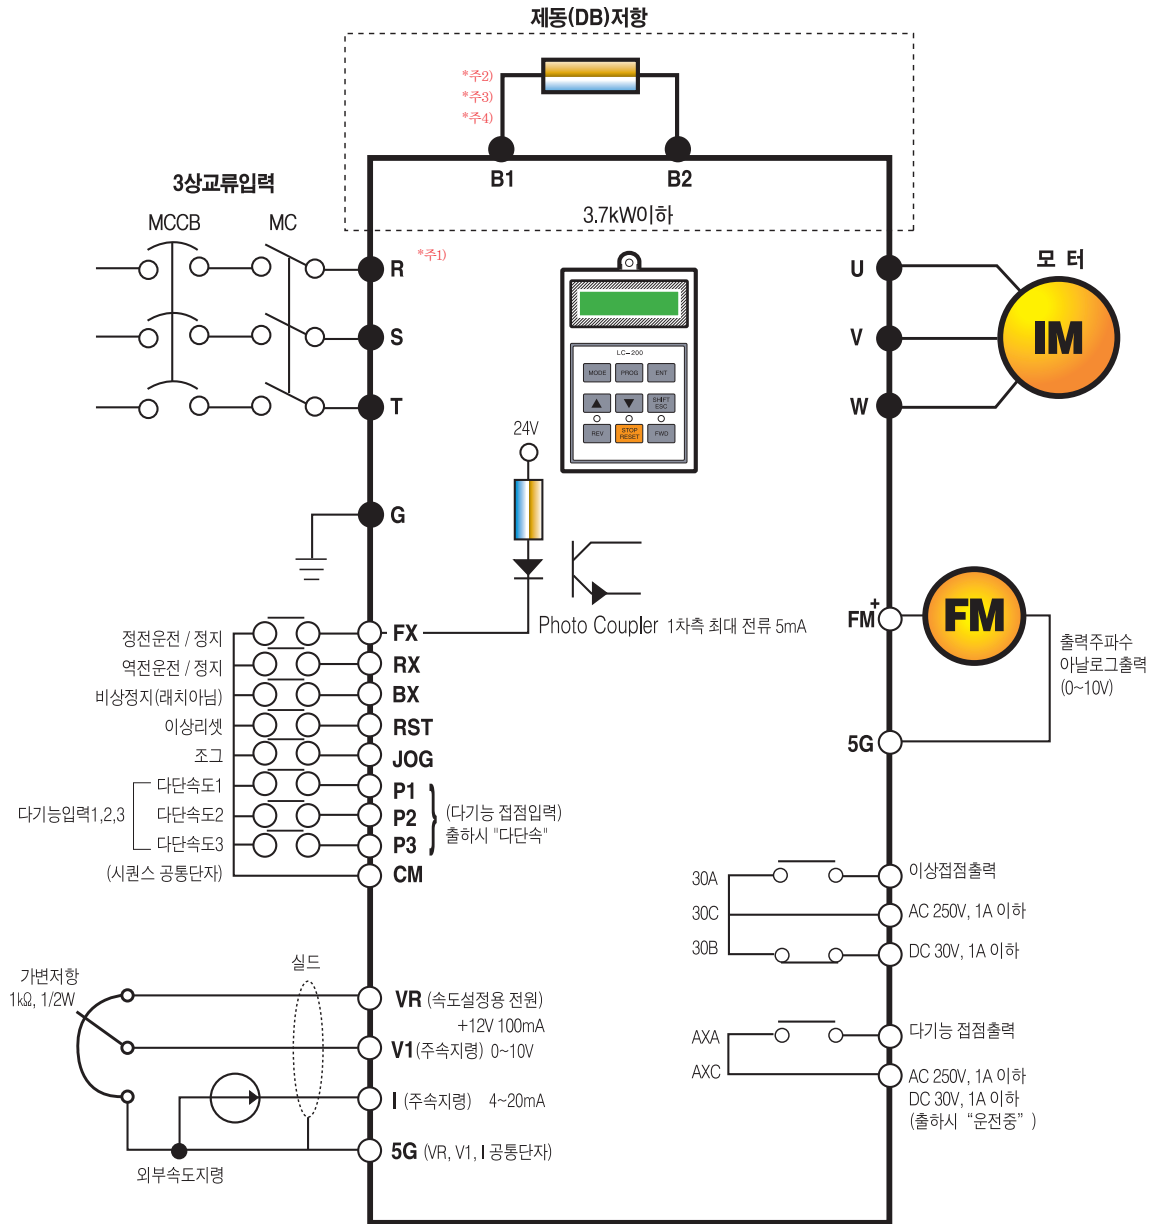 제동(DB)저항
*주2)
*주3)
*주4)
B1
B2
3.7kW이하
3상교류입력
MCCB
MC
R
*주1)
S
T
G
U
V
W
모 터
IM
LC-200
MODE
PROG
ENT
SHIFT
ESC
REV
STOP
RESET
FWD
24V
Photo Coupler 1차측 최대 전류 5mA
정전운전 / 정지
FX
역전운전 / 정지
RX
비상정지(래치아님)
BX
이상리셋
RST
조그
JOG
다기능입력1,2,3
다단속도1
P1
다단속도2
P2
다단속도3
P3
(다기능 접점입력)
출하시 "다단속"
(시퀀스 공통단자)
CM
FM
+
FM
출력주파수
아날로그출력
(0~10V)
5G
30A
이상접점출력
30C
AC 250V, 1A 이하
30B
DC 30V, 1A 이하
AXA
다기능 접점출력
AXC
AC 250V, 1A 이하
DC 30V, 1A 이하
(출하시 “운전중” )
가변저항
1kΩ, 1/2W
실드
VR (속도설정용 전원)
+12V 100mA
V1(주속지령) 0~10V
I (주속지령) 4~20mA
5G (VR, V1, I 공통단자)
외부속도지령